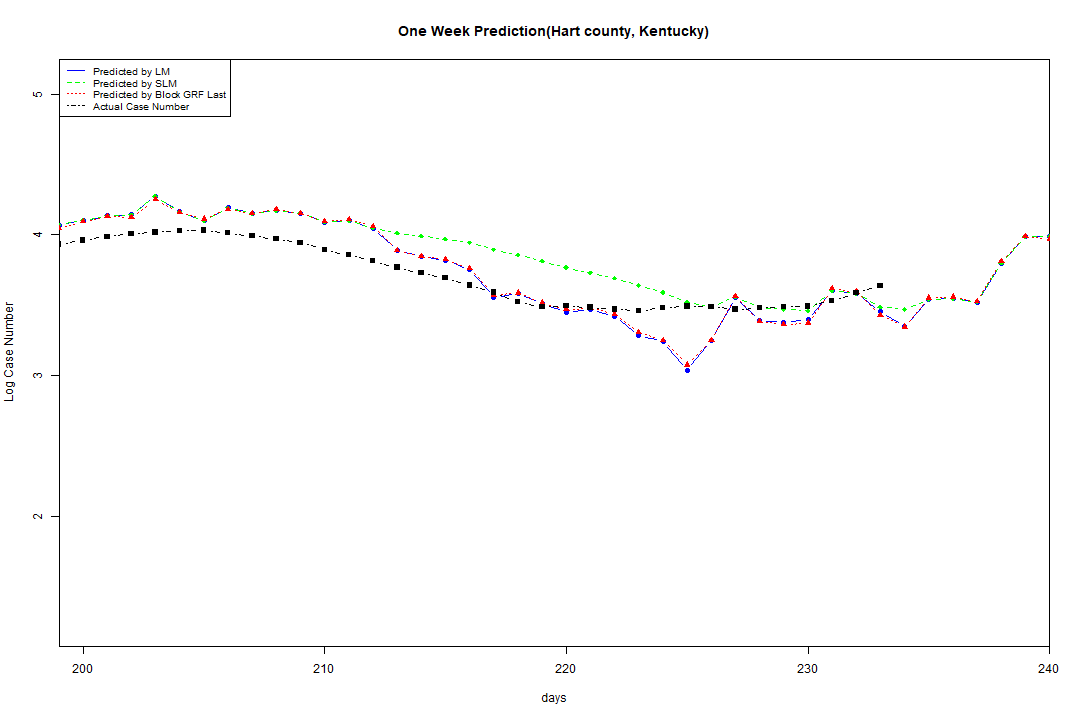 One Week Prediction(Hart county, Kentucky)
Predicted by LM
Predicted by SLM
Predicted by Block GRF Last
Actual Case Number
5
4
3
2
Log Case Number
200
210
220
230
240
days